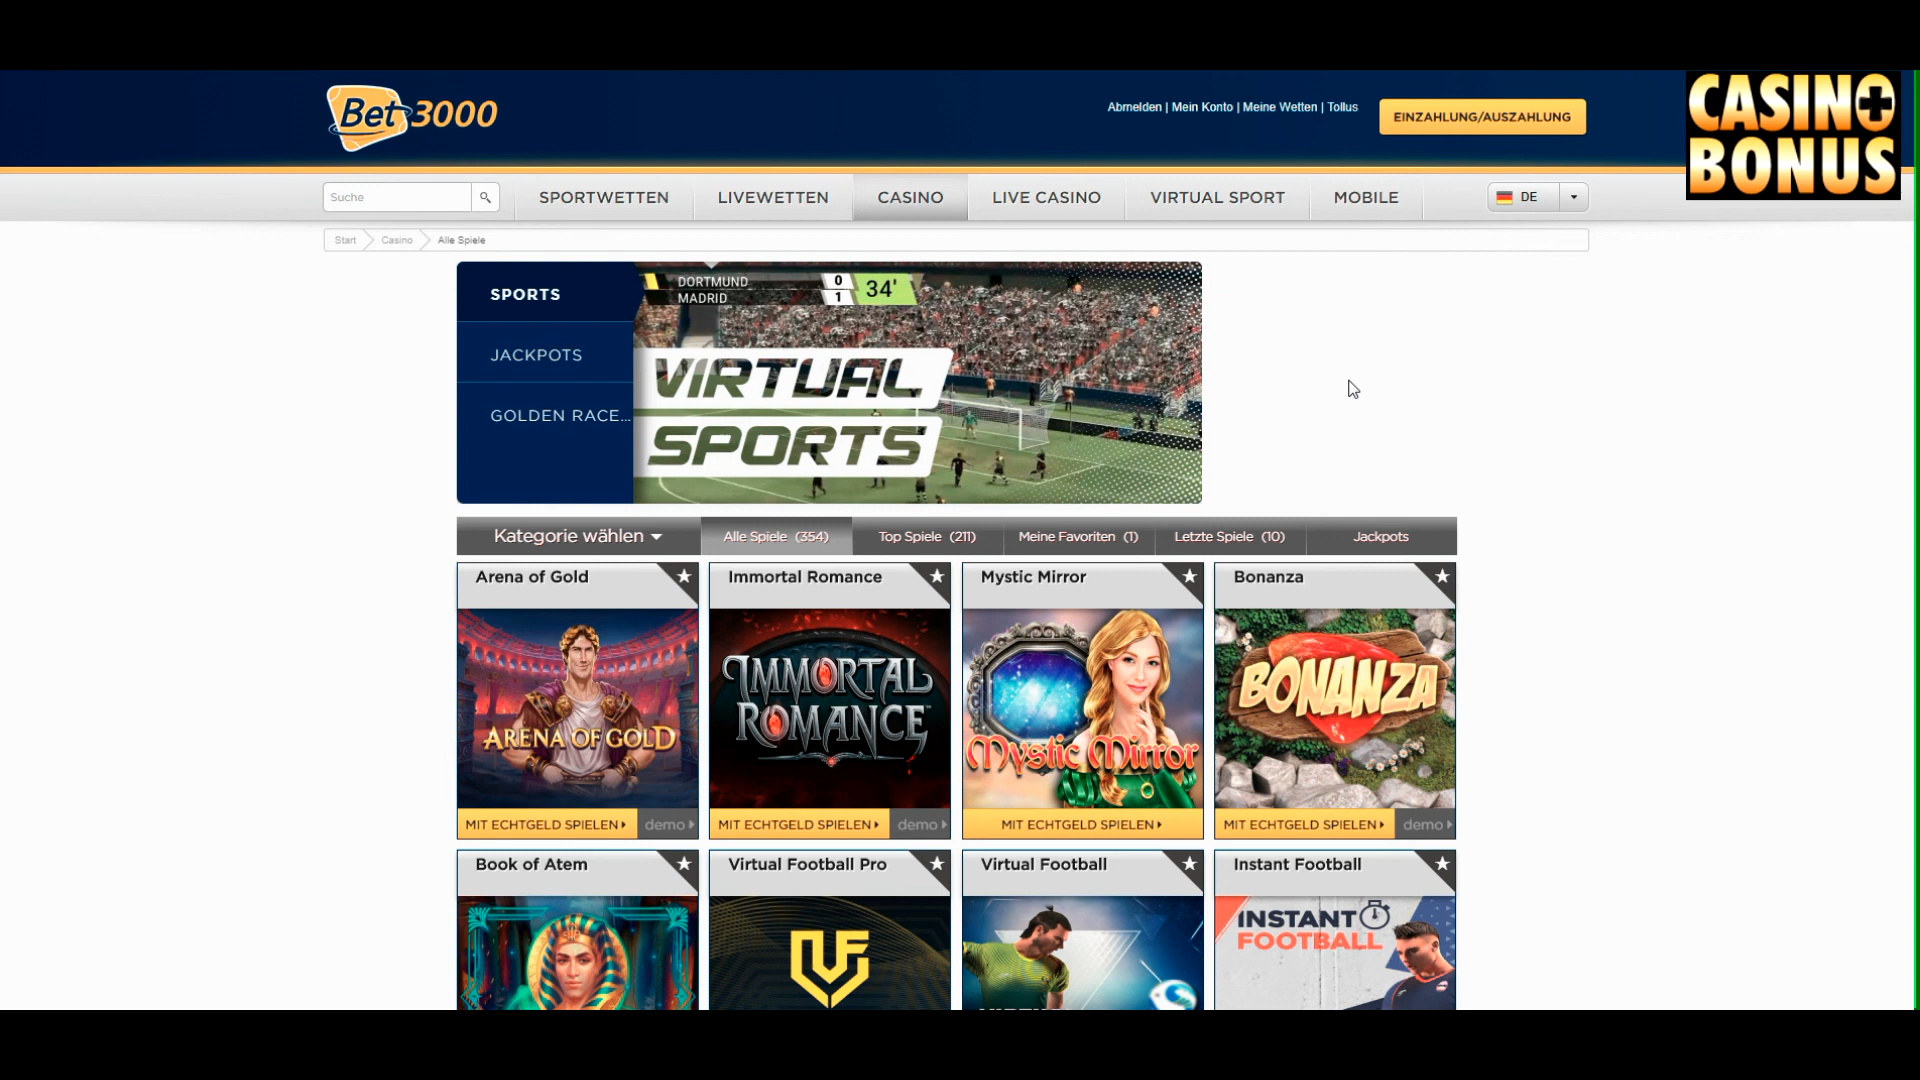 Bet 3000
Abmelden | Mein Konto | Meine Wetten | Tollus
EINZAHLUNG/AUSZAHLUNG
CASINO
BONUS
Suche
SPORTWETTEN
LIVEWETTEN
CASINO
LIVE CASINO
VIRTUAL SPORT
MOBILE
DE
Start
Casino
Alle Spiele
SPORTS
JACKPOTS
GOLDEN RACE...
DORTMUND 0
MADRID 1
34'
VIRTUAL
SPORTS
Kategorie wählen
Alle Spiele (354)
Top Spiele (211)
Meine Favoriten (1)
Letzte Spiele (10)
Jackpots
Arena of Gold
Immortal Romance
Mystic Mirror
Bonanza
ARENA OF GOLD
IMMORTAL
ROMANCE
Mystic Mirror
BONANZA
MIT ECHTGELD SPIELEN
demo
MIT ECHTGELD SPIELEN
demo
MIT ECHTGELD SPIELEN
MIT ECHTGELD SPIELEN
demo
Book of Atem
Virtual Football Pro
Virtual Football
Instant Football
INSTANT
FOOTBALL